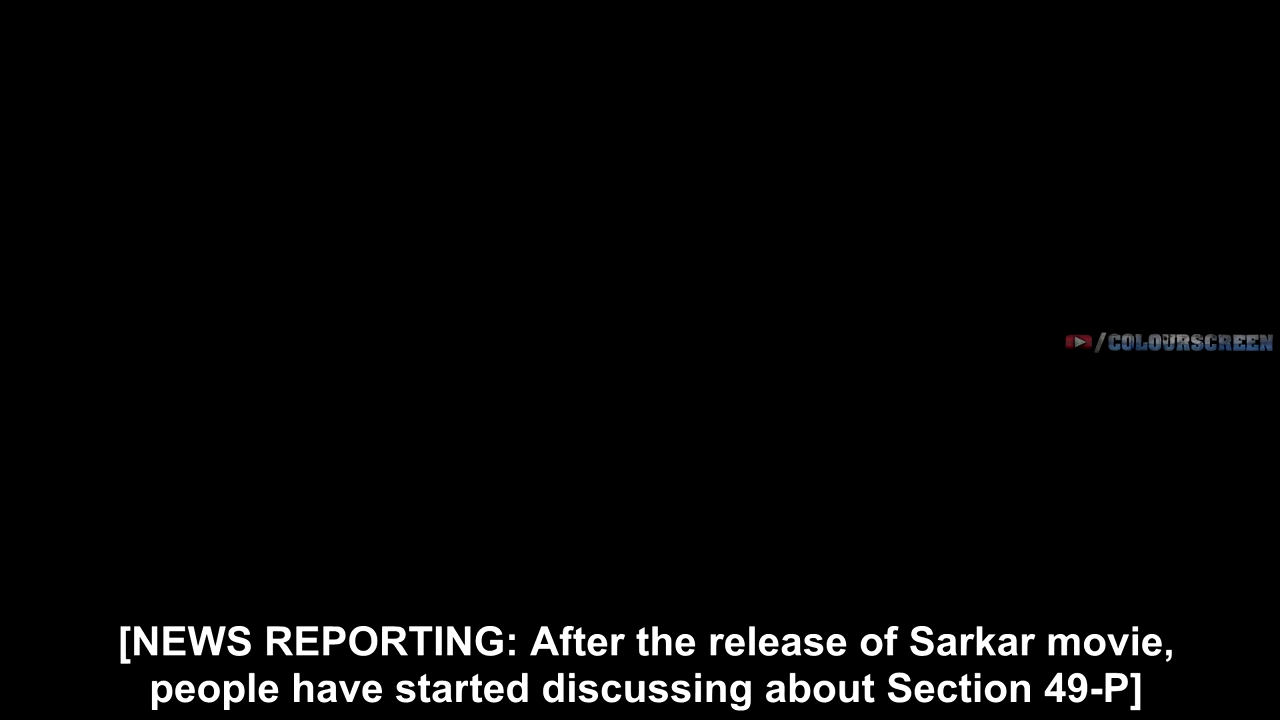 /COLOURSCREEN
[NEWS REPORTING: After the release of Sarkar movie,
people have started discussing about Section 49-P]